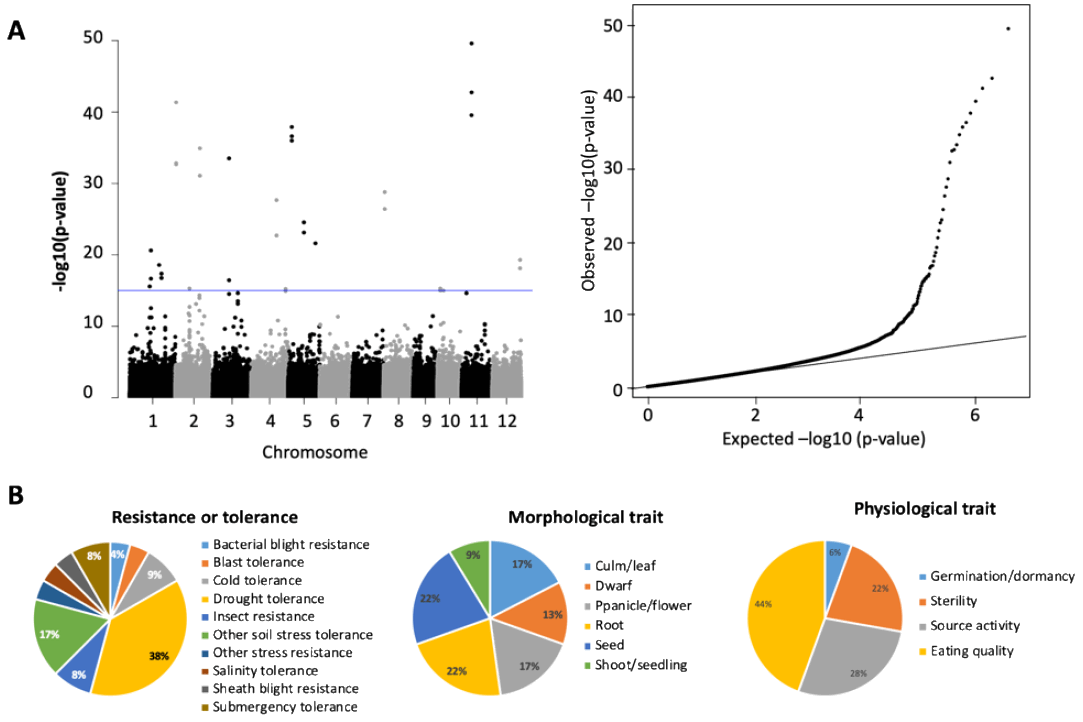 A
-log10(p-value)
50
40
30
20
10
0
1 2 3 4 5 6 7 8 9 10 11 12
Chromosome
Observed –log10(p-value)
50
40
30
20
10
0
0 2 4 6
Expected –log10 (p-value)
B
Resistance or tolerance
4%
9%
38%
8%
17%
8%
Bacterial blight resistance
Blast tolerance
Cold tolerance
Drought tolerance
Insect resistance
Other soil stress tolerance
Other stress resistance
Salinity tolerance
Sheath blight resistance
Submergency tolerance
Morphological trait
17%
13%
17%
22%
22%
9%
Culm/leaf
Dwarf
Ppanicle/flower
Root
Seed
Shoot/seedling
Physiological trait
6%
22%
28%
44%
Germination/dormancy
Sterility
Source activity
Eating quality